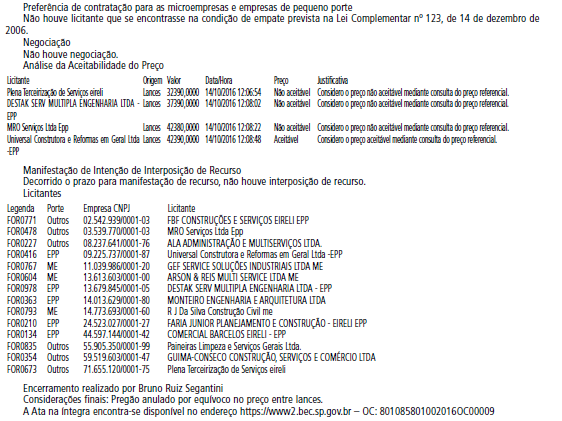 Preferência de contratação para as microempresas e empresas de pequeno porte
Não houve licitante que se encontrasse na condição de empate prevista na Lei Complementar nº 123, de 14 de dezembro de
2006.
Negociação
Não houve negociação.
Análise da Aceitabilidade do Preço
Licitante Origem Valor Data/Hora Preço Justificativa
Plena Terceirização de Serviços eireli Lances 32390,0000 14/10/2016 12:06:54 Não aceitável Considero o preço não aceitável mediante consulta do preço referencial.
DESTAK SERV MULTIPLA ENGENHARIA LTDA - Lances 37390,0000 14/10/2016 12:08:02 Não aceitável Considero o preço não aceitável mediante consulta do preço referencial.
EPP
MRO Serviços Ltda Epp Lances 42380,0000 14/10/2016 12:08:22 Não aceitável Considero o preço não aceitável mediante consulta do preço referencial.
Universal Construtora e Reformas em Geral Ltda Lances 42390,0000 14/10/2016 12:08:48 Aceitável Considero o preço aceitável mediante consulta do preço referencial.
-EPP
Manifestação de Intenção de Interposição de Recurso
Decorrido o prazo para manifestação de recurso, não houve interposição de recurso.
Licitantes
Legenda Porte Empresa CNPJ Licitante
FOR0771 Outros 02.542.939/0001-03 FBF CONSTRUÇÕES E SERVIÇOS EIRELI EPP
FOR0478 Outros 03.539.770/0001-03 MRO Serviços Ltda Epp
FOR0227 Outros 08.237.641/0001-76 ALA ADMINISTRAÇÃO E MULTISERVIÇOS LTDA.
FOR0416 EPP 09.225.737/0001-87 Universal Construtora e Reformas em Geral Ltda -EPP
FOR0767 ME 11.039.986/0001-20 GEF SERVICE SOLUÇÕES INDUSTRIAIS LTDA ME
FOR0604 ME 13.613.603/0001-00 ARSON & REIS MULTI SERVICE LTDA ME
FOR0978 EPP 13.679.845/0001-05 DESTAK SERV MULTIPLA ENGENHARIA LTDA - EPP
FOR0363 EPP 14.013.629/0001-80 MONTEIRO ENGENHARIA E ARQUITETURA LTDA
FOR0793 ME 14.773.693/0001-60 R J Da Silva Construção Civil me
FOR0210 EPP 24.523.027/0001-27 FARIA JUNIOR PLANEJAMENTO E CONSTRUÇÃO - EIRELI EPP
FOR0134 EPP 44.597.144/0001-42 COMERCIAL BARCELOS EIRELI - EPP
FOR0835 Outros 55.905.350/0001-99 Paineiras Limpeza e Serviços Gerais Ltda.
FOR0354 Outros 59.519.603/0001-47 GUIMA-CONSECO CONSTRUÇÃO, SERVIÇOS E COMÉRCIO LTDA
FOR0673 Outros 71.655.120/0001-75 Plena Terceirização de Serviços eireli
Encerramento realizado por Bruno Ruiz Segantini
Considerações finais: Pregão anulado por equívoco no preço entre lances.
A Ata na íntegra encontra-se disponível no endereço https://www2.bec.sp.gov.br – OC: 801085801002016OC00009